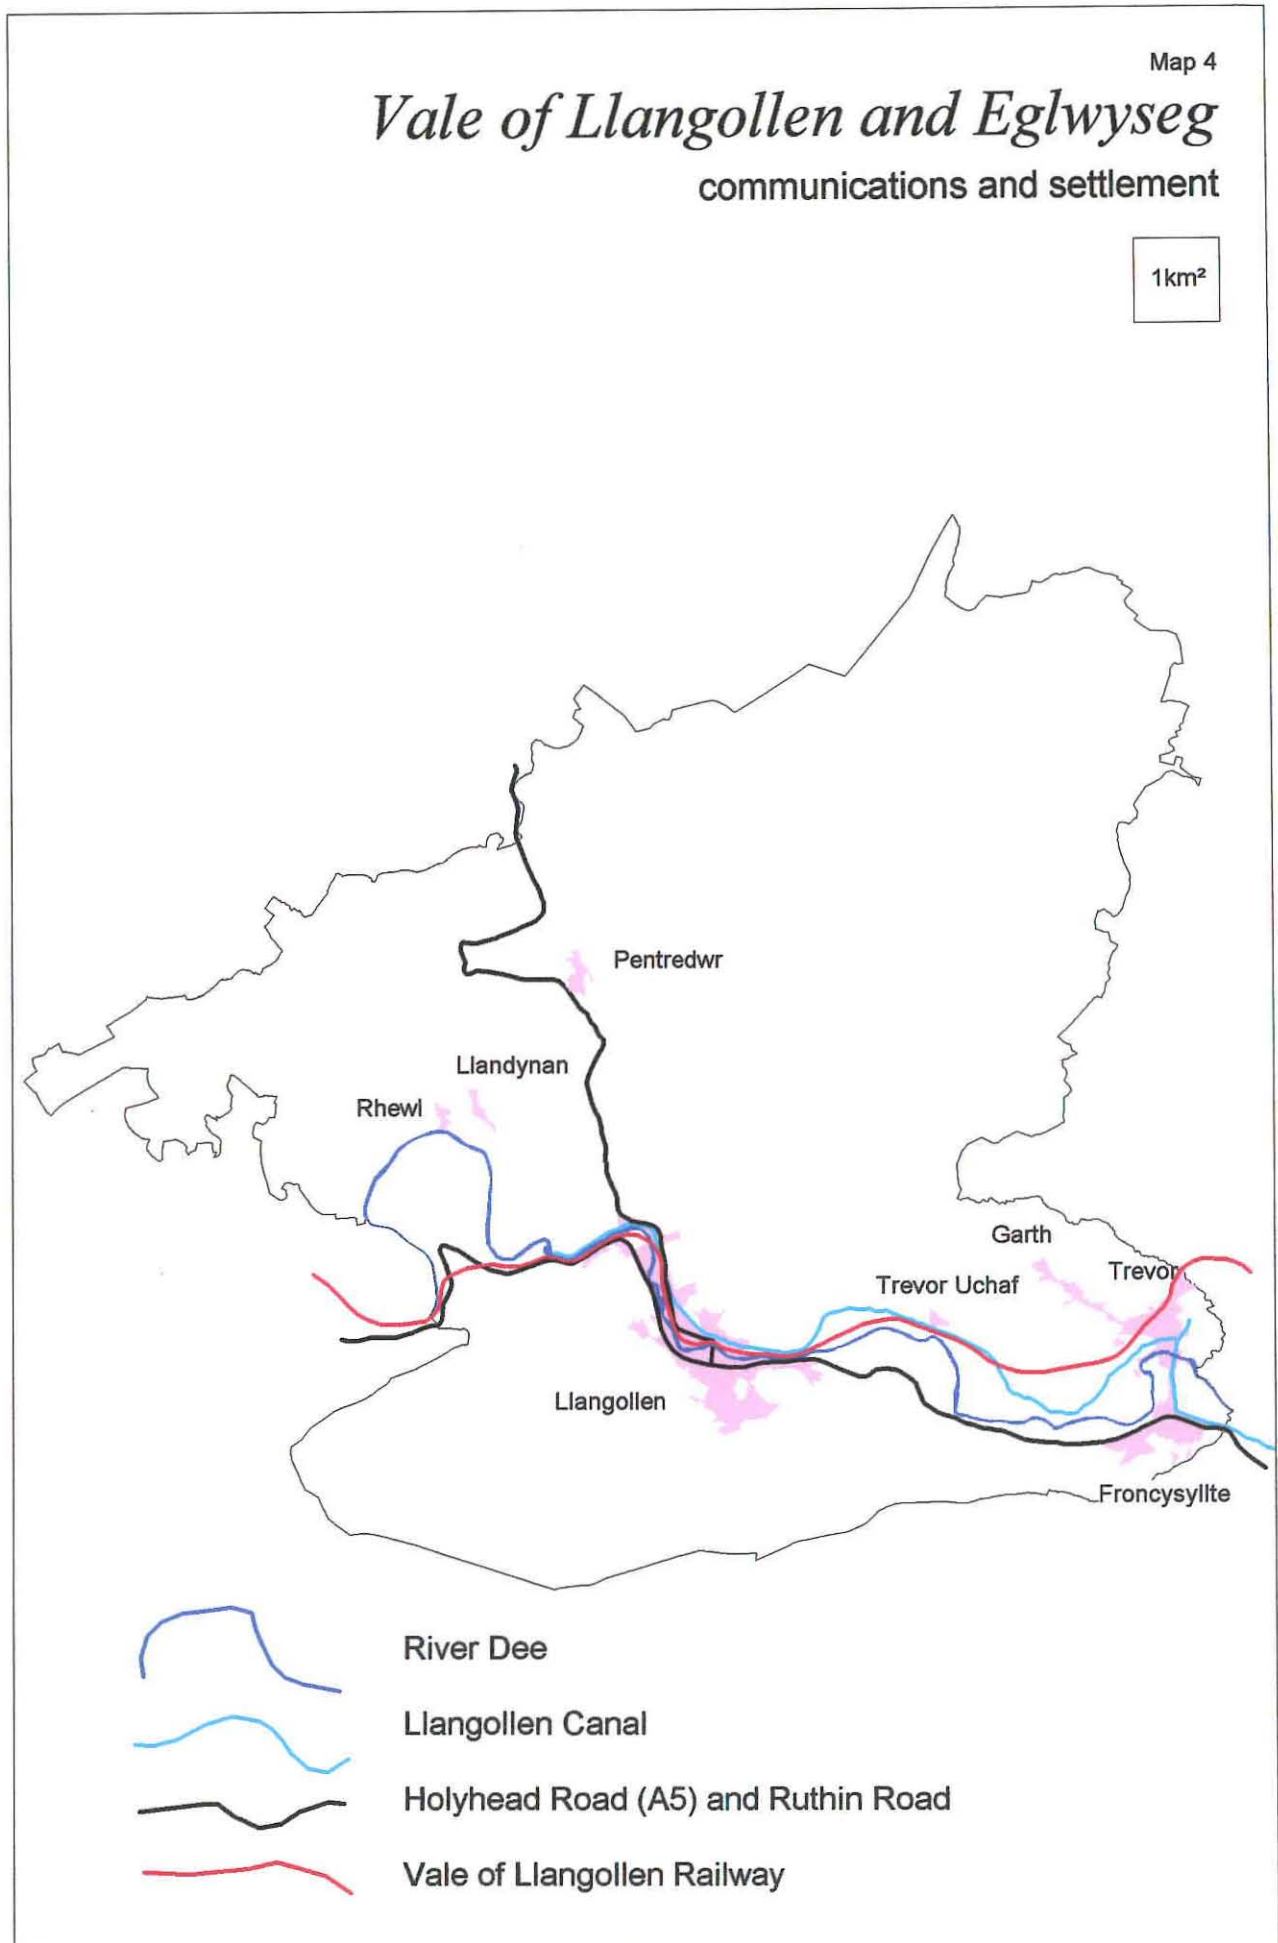 Map 4
Vale of Llangollen and Eglwyseg
communications and settlement
1km²
Pentredwr
Llandynan
Rhewl
Garth
Trevor
Trevor Uchaf
Llangollen
Froncysyllte
River Dee
Llangollen Canal
Holyhead Road (A5) and Ruthin Road
Vale of Llangollen Railway